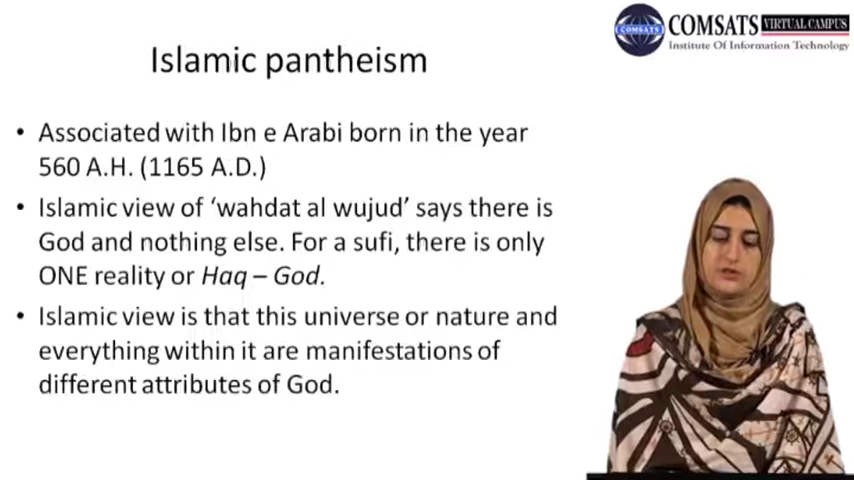 COMSATS VIRTUAL CAMPUS
COMSATS
Institute Of Information Technology
Islamic pantheism
• Associated with Ibn e Arabi born in the year
560 A.H. (1165 A.D.)
• Islamic view of ‘wahdat al wujud’ says there is
God and nothing else. For a sufi, there is only
ONE reality or Haq – God.
• Islamic view is that this universe or nature and
everything within it are manifestations of
different attributes of God.